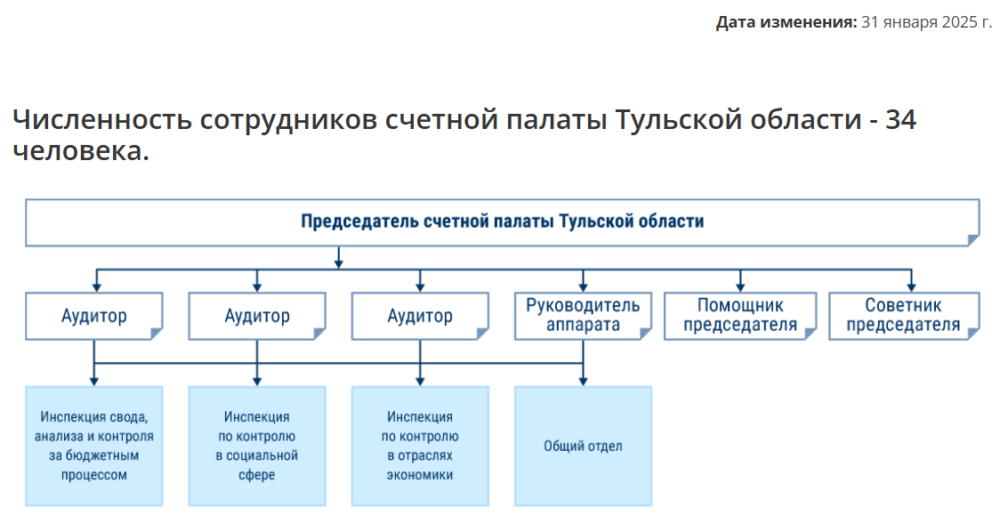 Дата изменения: 31 января 2025 г.
Численность сотрудников счетной палаты Тульской области - 34
человека.
Председатель счетной палаты Тульской области
Аудитор
Аудитор
Аудитор
Руководитель
аппарата
Помощник
председателя
Советник
председателя
Инспекция свода,
анализа и контроля
за бюджетным
процессом
Инспекция
по контролю
в социальной
сфере
Инспекция
по контролю
в отраслях
экономики
Общий отдел